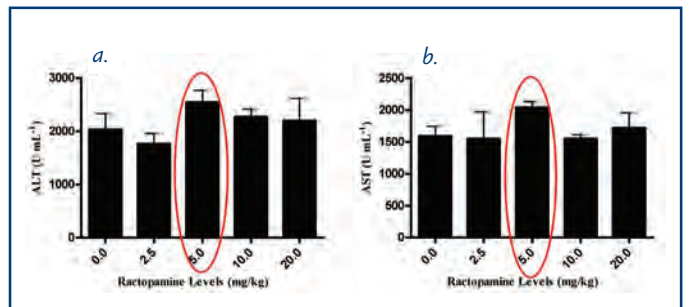 a.
3000
2000
1000
0
ALT (U mL⁻¹)
0.0 2.5 5.0 10.0 20.0
Ractopamine Levels (mg/kg)
b.
2500
2000
1500
1000
500
0
AST (U mL⁻¹)
0.0 2.5 5.0 10.0 20.0
Ractopamine Levels (mg/kg)